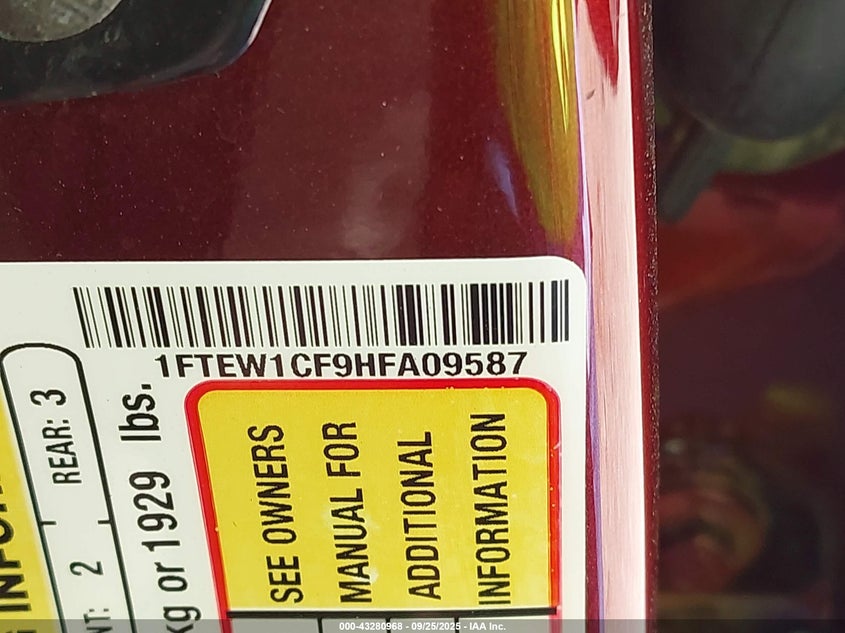 1FTEW1CF9HFA09587
REAR: 3
2
kg or 1929 lbs.
SEE OWNERS
MANUAL FOR
ADDITIONAL
INFORMATION
000-43280968 - 09/25/2025 - IAA Inc.